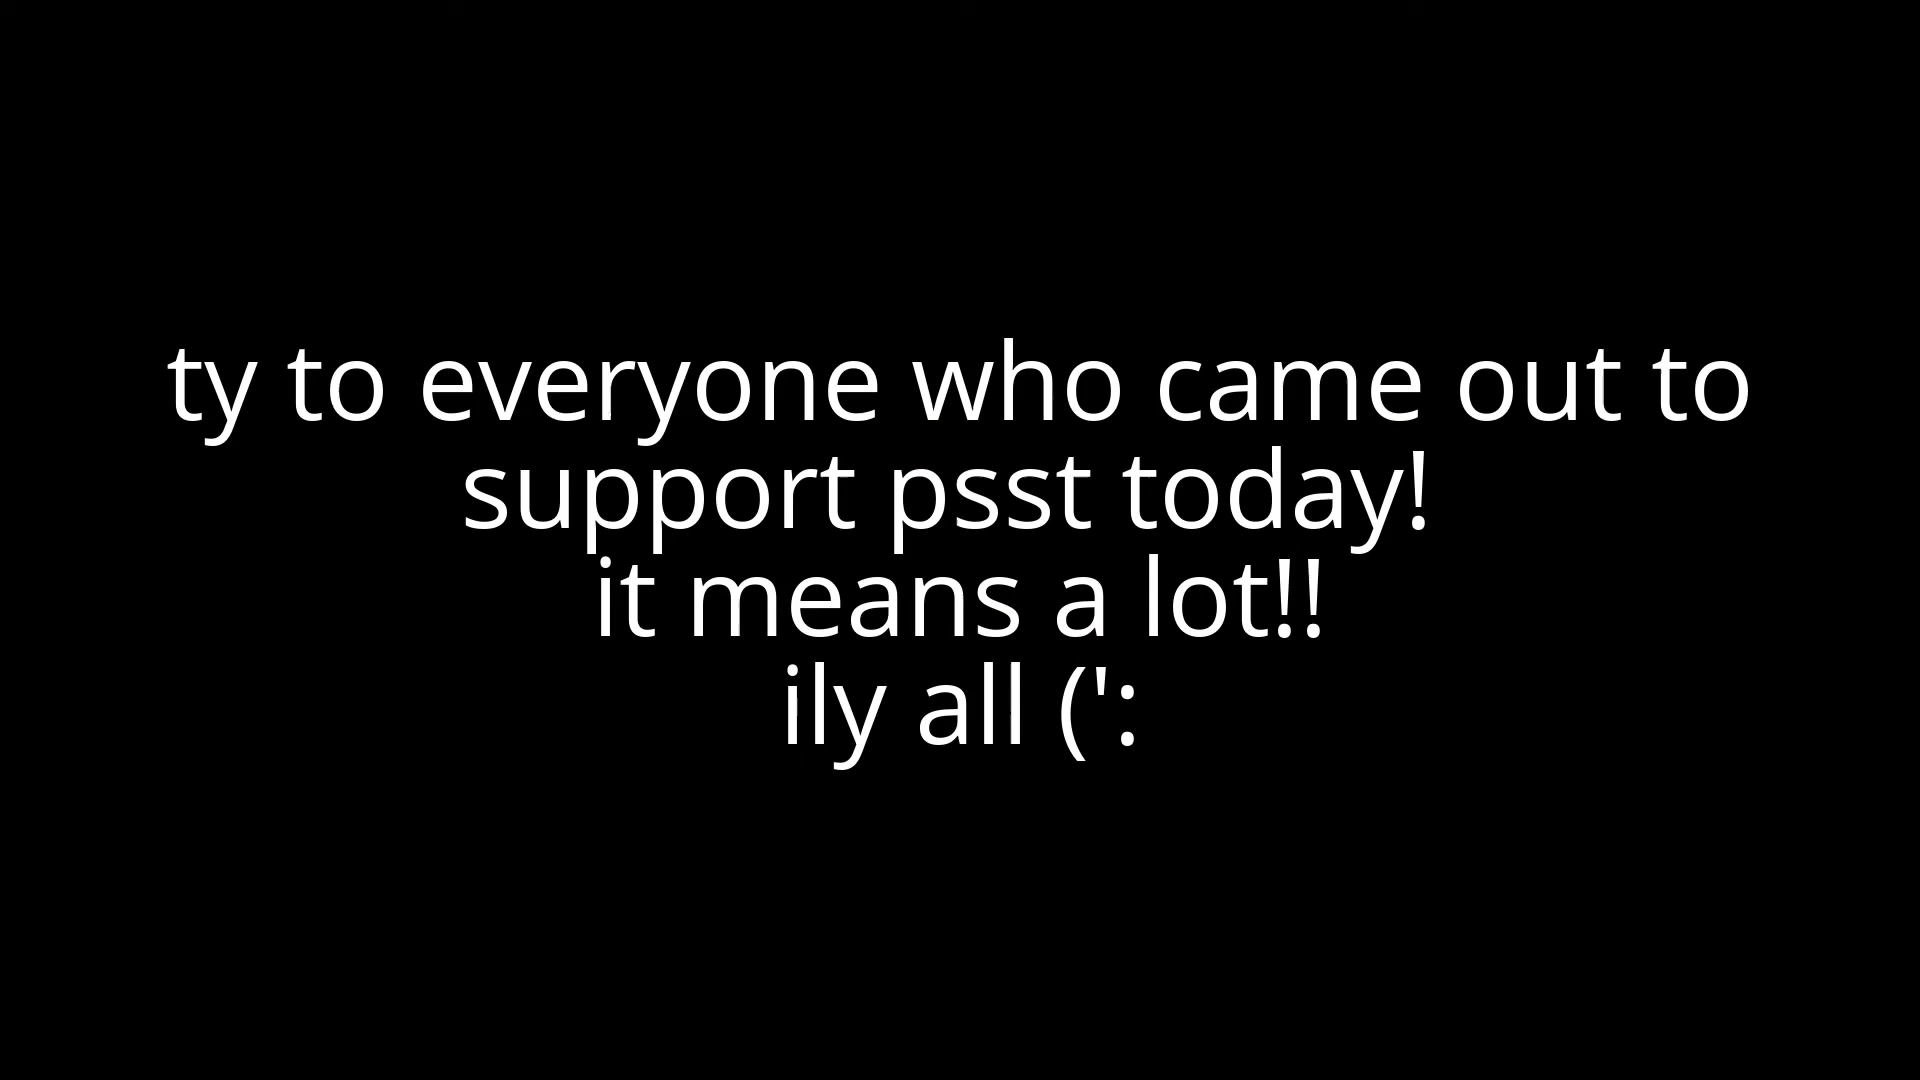 ty to everyone who came out to
support psst today!
it means a lot!!
ily all (':